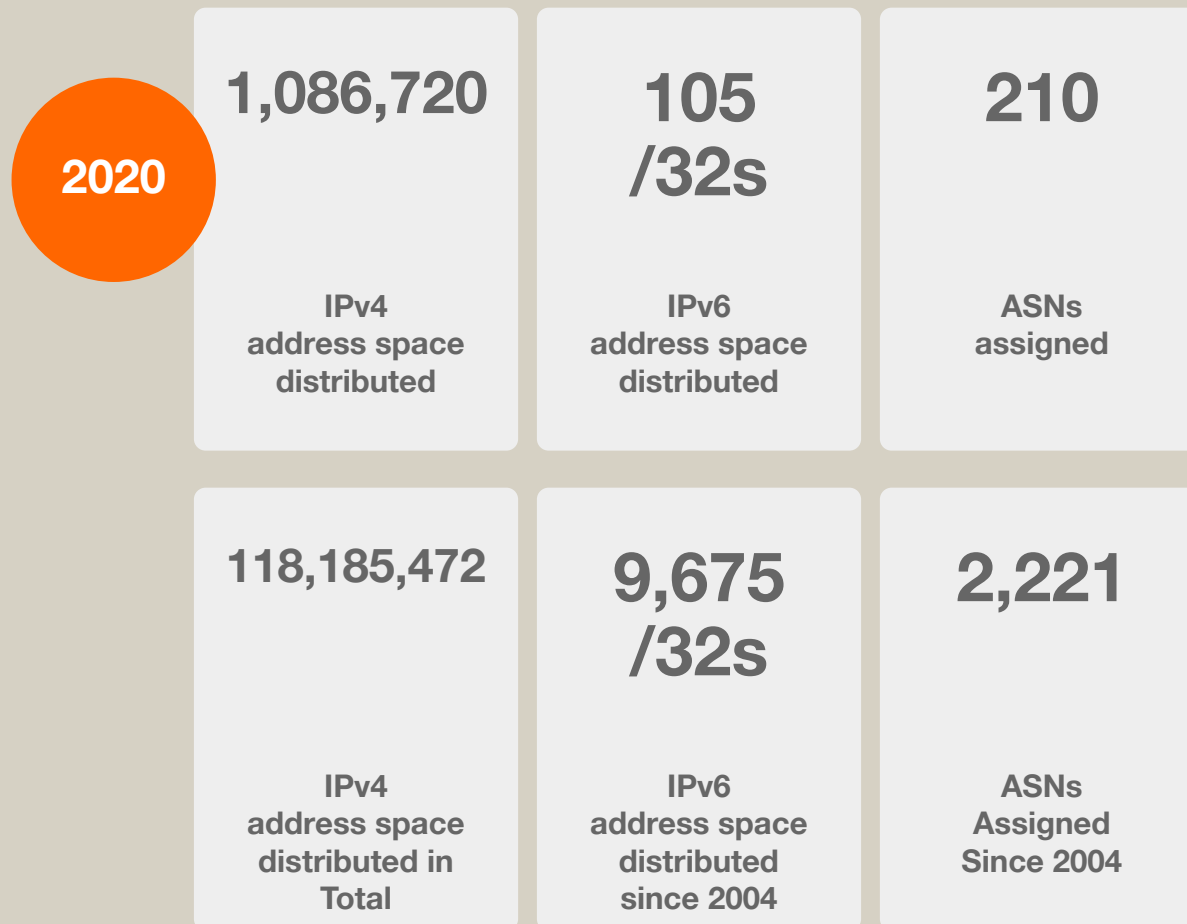 2020
1,086,720
IPv4
address space
distributed
105
/32s
IPv6
address space
distributed
210
ASNs
assigned
118,185,472
IPv4
address space
distributed in
Total
9,675
/32s
IPv6
address space
distributed
since 2004
2,221
ASNs
Assigned
Since 2004